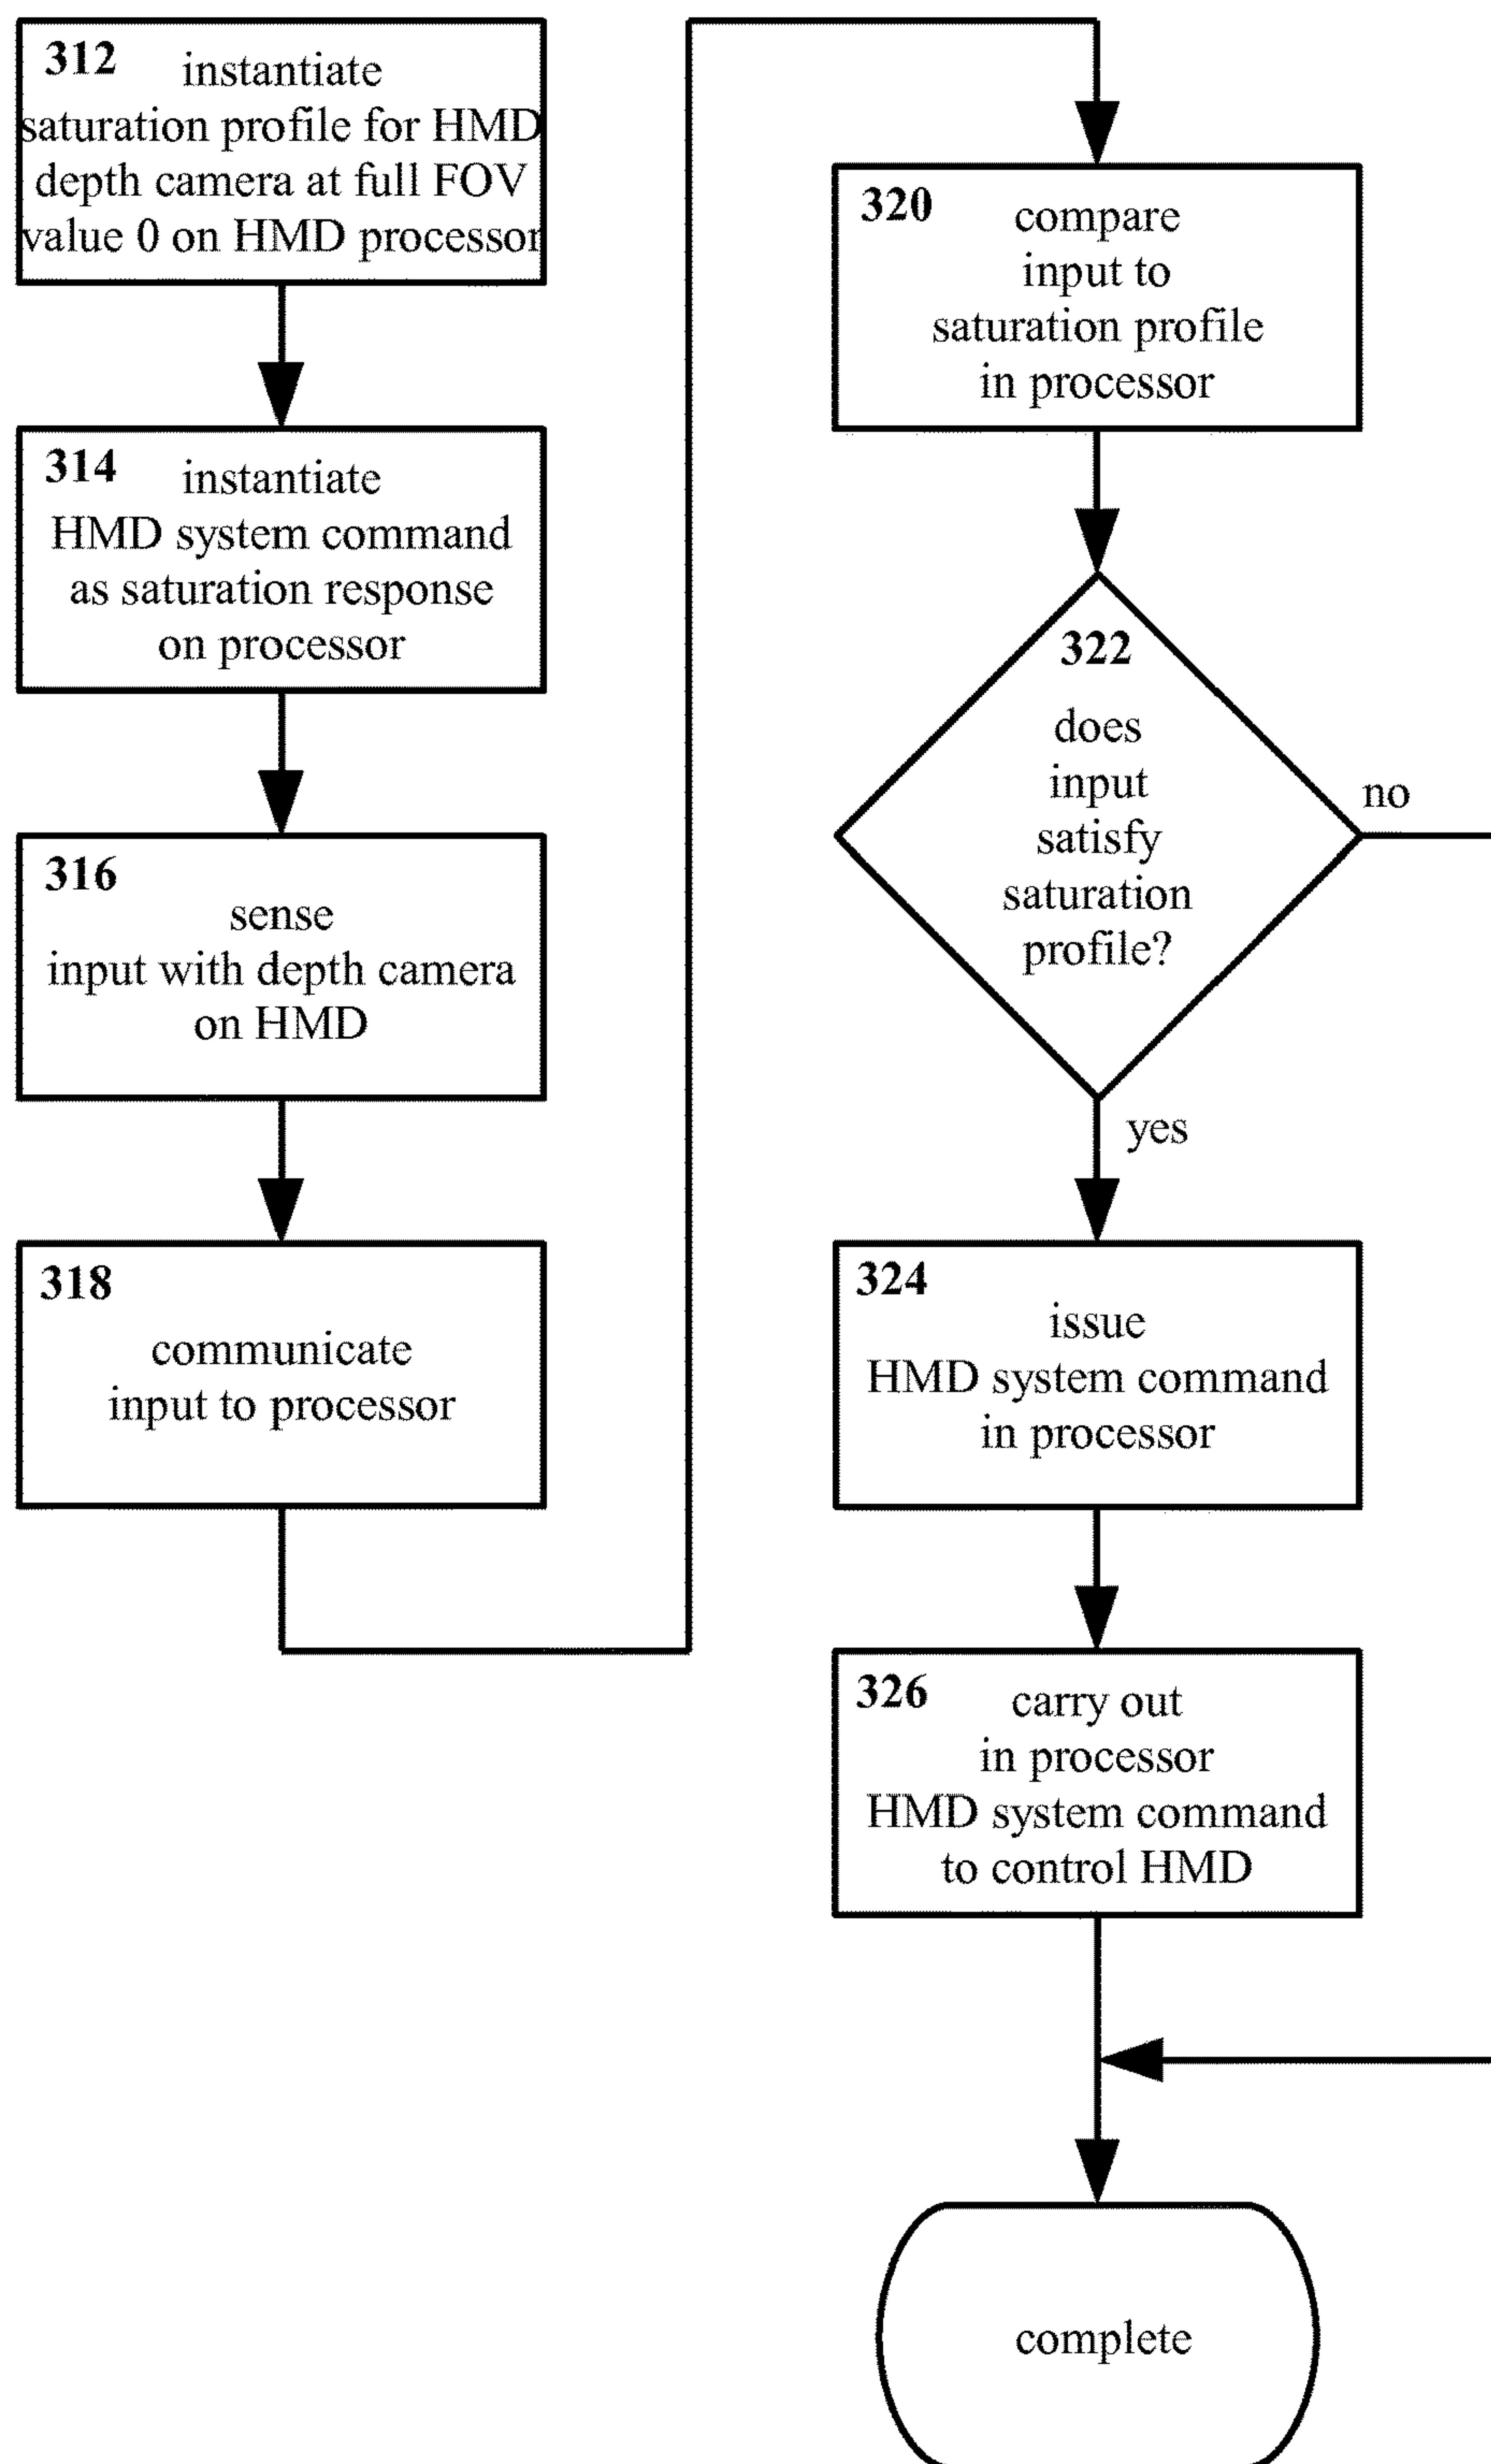 312 instantiate
saturation profile for HMD
depth camera at full FOV
value 0 on HMD processor
314 instantiate
HMD system command
as saturation response
on processor
316
sense
input with depth camera
on HMD
318
communicate
input to processor
320 compare
input to
saturation profile
in processor
322
does
input
satisfy
saturation
profile?
no
yes
324
issue
HMD system command
in processor
326 carry out
in processor
HMD system command
to control HMD
complete